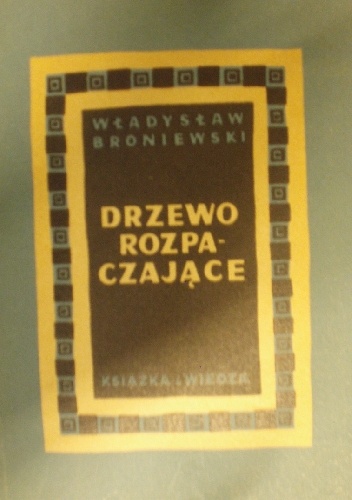 WŁADYSŁAW
BRONIEWSKI
DRZEWO
ROZPA-
CZAJĄCE
KSIĄŻKA i WIEDZA